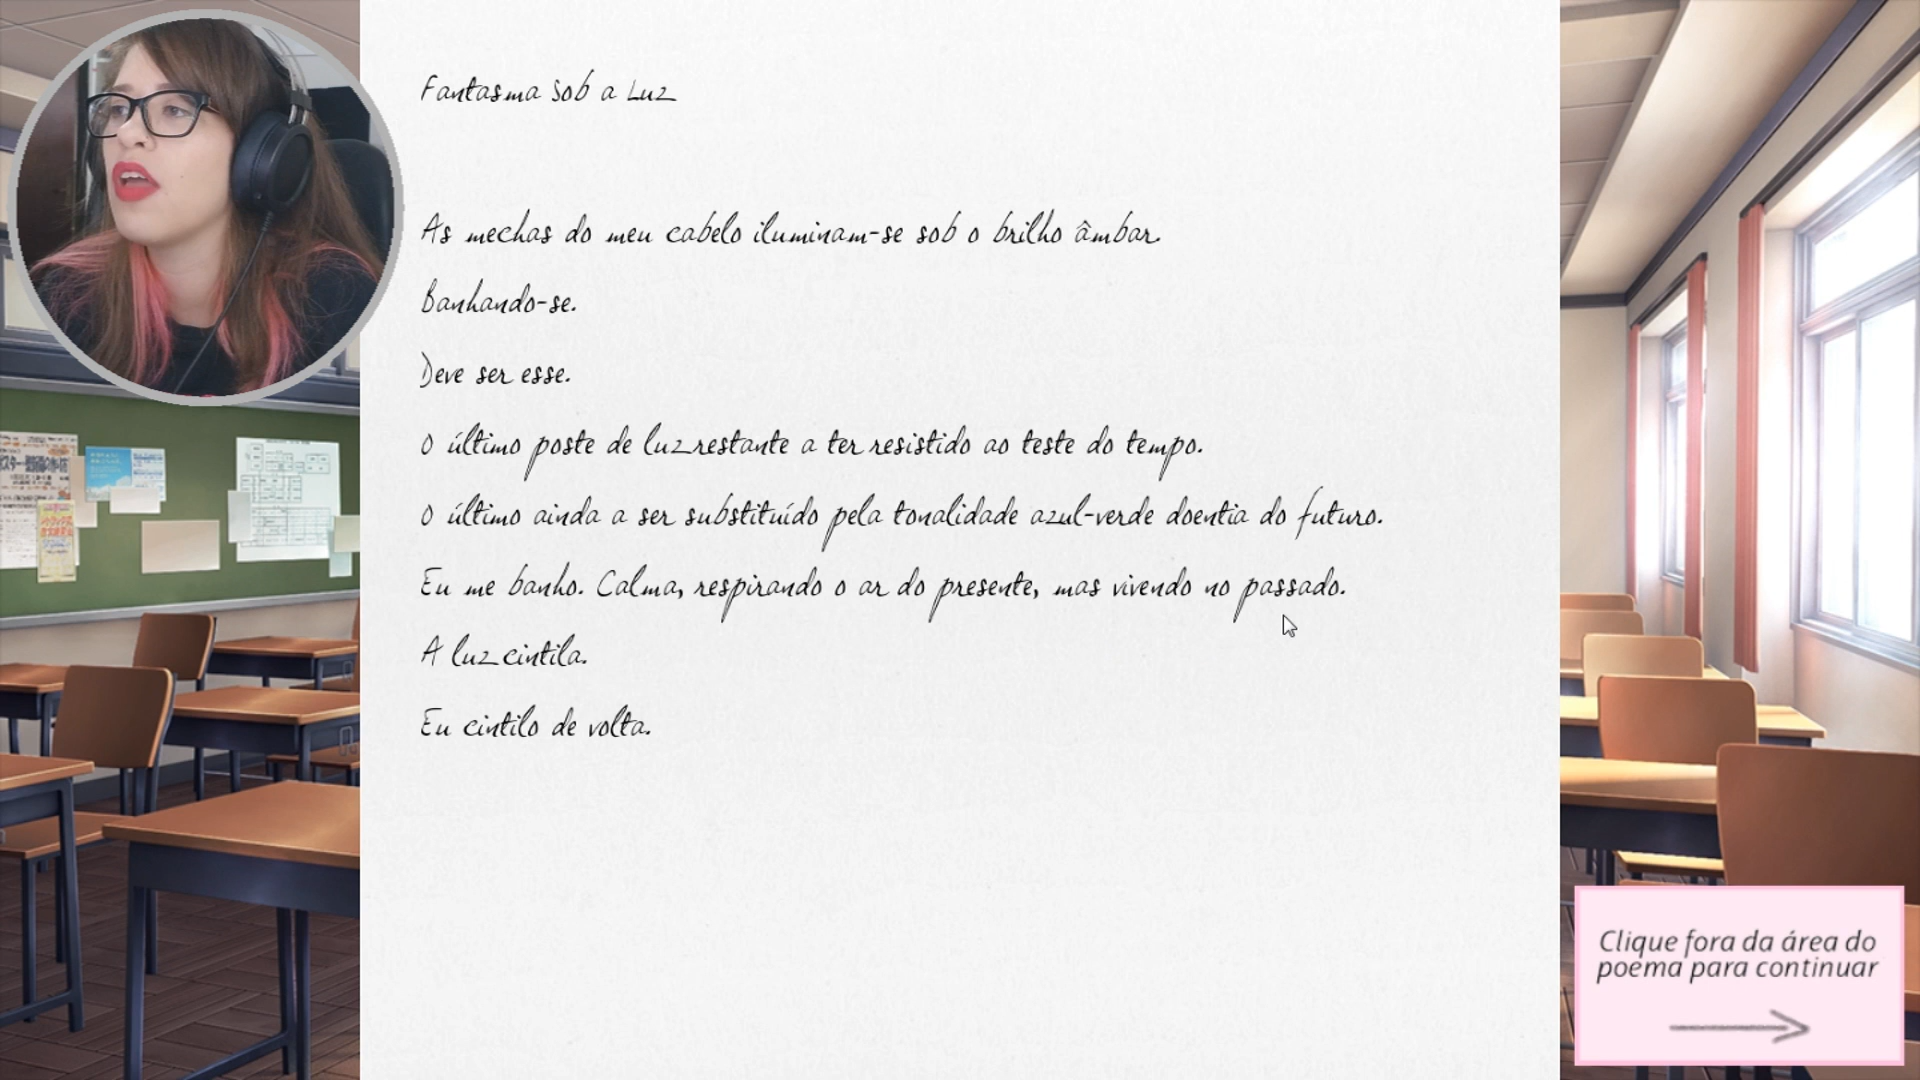 Fantasma Sob a Luz
As mechas do meu cabelo iluminam-se sob o brilho âmbar.
Banhando-se.
Deve ser esse.
O último poste de luz restante a ter resistido ao teste do tempo.
O último ainda a ser substituído pela tonalidade azul-verde doentia do futuro.
Eu me banho. Calma, respirando o ar do presente, mas vivendo no passado.
A luz cintila.
Eu cintilo de volta.
Clique fora da área do
poema para continuar